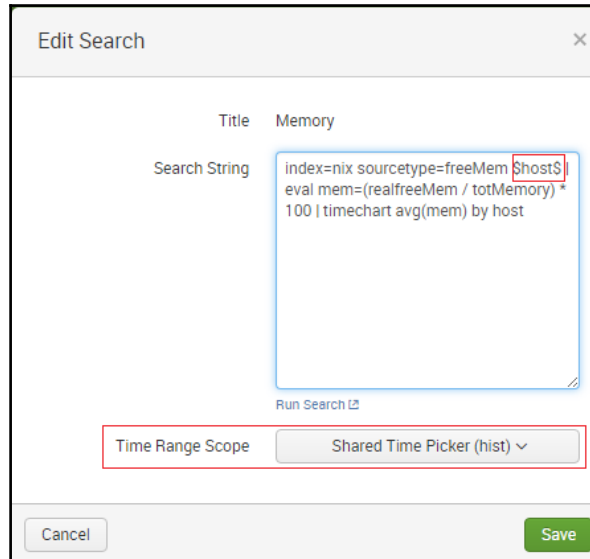 Edit Search
Title Memory
Search String index=nix sourcetype=freeMem $host$ |
eval mem=(realfreeMem / totMemory) *
100 | timechart avg(mem) by host
Run Search
Time Range Scope Shared Time Picker (hist)
Cancel Save